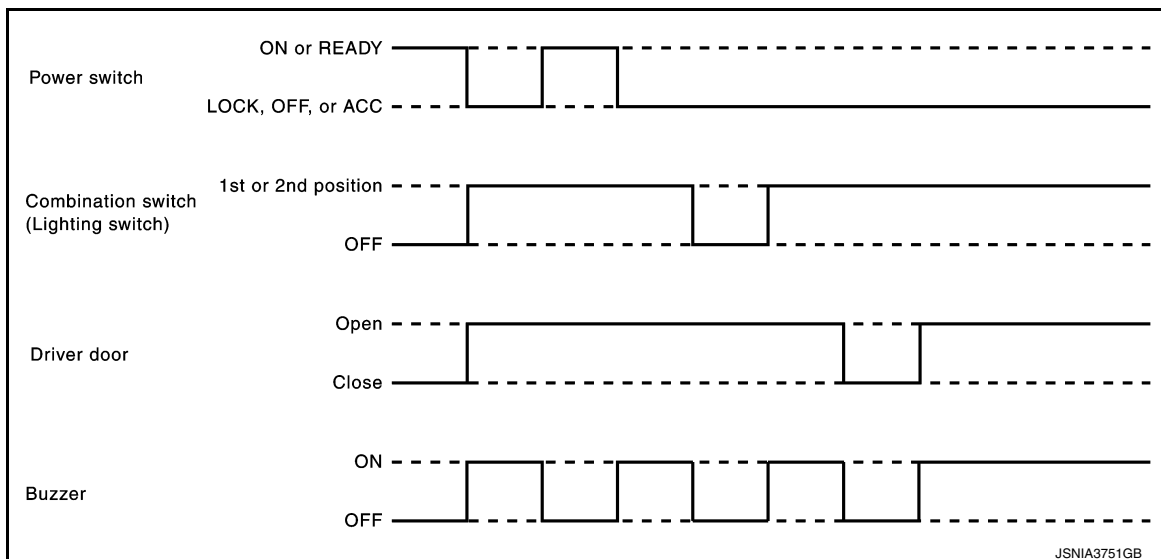 ON or READY
Power switch
LOCK, OFF, or ACC
1st or 2nd position
Combination switch
(Lighting switch)
OFF
Open
Driver door
Close
ON
Buzzer
OFF
JSNIA3751GB